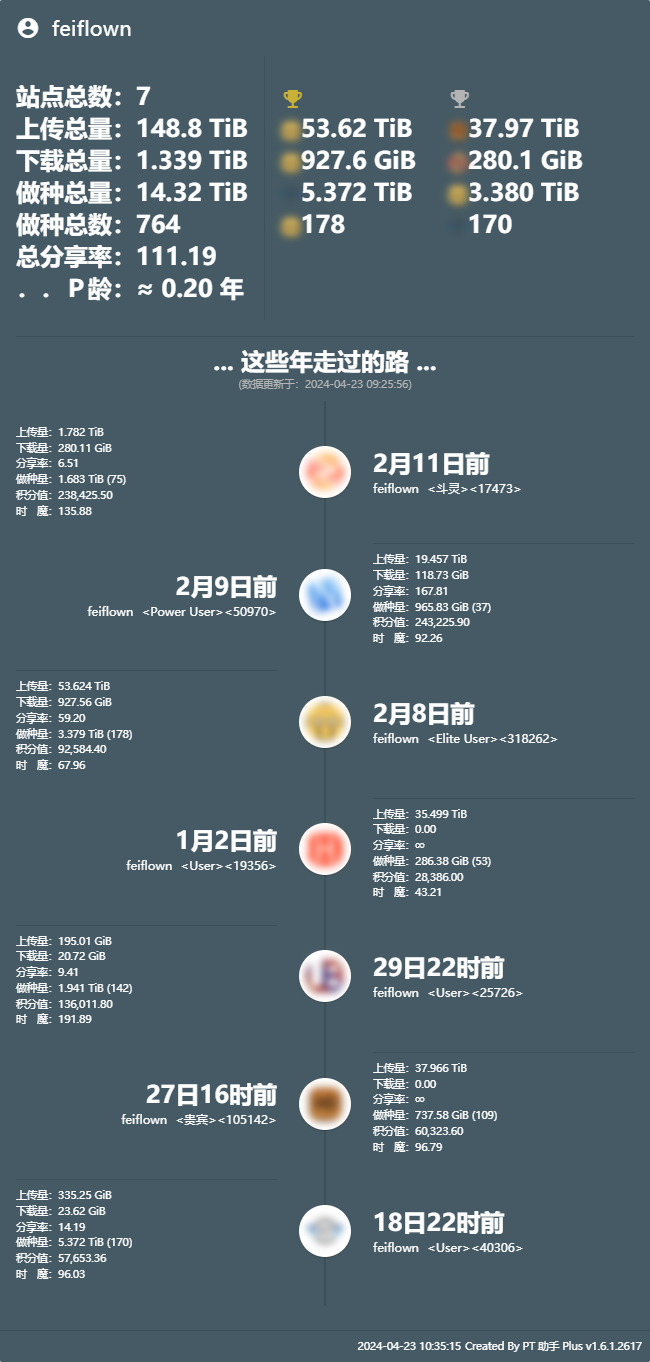 feiflown
站点总数：7
上传总量：148.8 TiB
下载总量：1.339 TiB
做种总量：14.32 TiB
做种总数：764
总分享率：111.19
．．P龄：≈ 0.20 年
53.62 TiB
927.6 GiB
5.372 TiB
178
37.97 TiB
280.1 GiB
3.380 TiB
170
... 这些年走过的路 ...
(数据更新于：2024-04-23 09:25:56)
上传量：1.782 TiB
下载量：280.11 GiB
分享率：6.51
做种量：1.683 TiB (75)
积分值：238,425.50
时　魔：135.88
2月11日前
feiflown <斗灵><17473>
2月9日前
feiflown <Power User><50970>
上传量：19.457 TiB
下载量：118.73 GiB
分享率：167.81
做种量：965.83 GiB (37)
积分值：243,225.90
时　魔：92.26
上传量：53.624 TiB
下载量：927.56 GiB
分享率：59.20
做种量：3.379 TiB (178)
积分值：92,584.40
时　魔：67.96
2月8日前
feiflown <Elite User><318262>
1月2日前
feiflown <User><19356>
上传量：35.499 TiB
下载量：0.00
分享率：∞
做种量：286.38 GiB (53)
积分值：28,386.00
时　魔：43.21
上传量：195.01 GiB
下载量：20.72 GiB
分享率：9.41
做种量：1.941 TiB (142)
积分值：136,011.80
时　魔：191.89
29日22时前
feiflown <User><25726>
27日16时前
feiflown <贵宾><105142>
上传量：37.966 TiB
下载量：0.00
分享率：∞
做种量：737.58 GiB (109)
积分值：60,323.60
时　魔：96.79
上传量：335.25 GiB
下载量：23.62 GiB
分享率：14.19
做种量：5.372 TiB (170)
积分值：57,653.36
时　魔：96.03
18日22时前
feiflown <User><40306>
2024-04-23 10:35:15 Created By PT 助手 Plus v1.6.1.2617